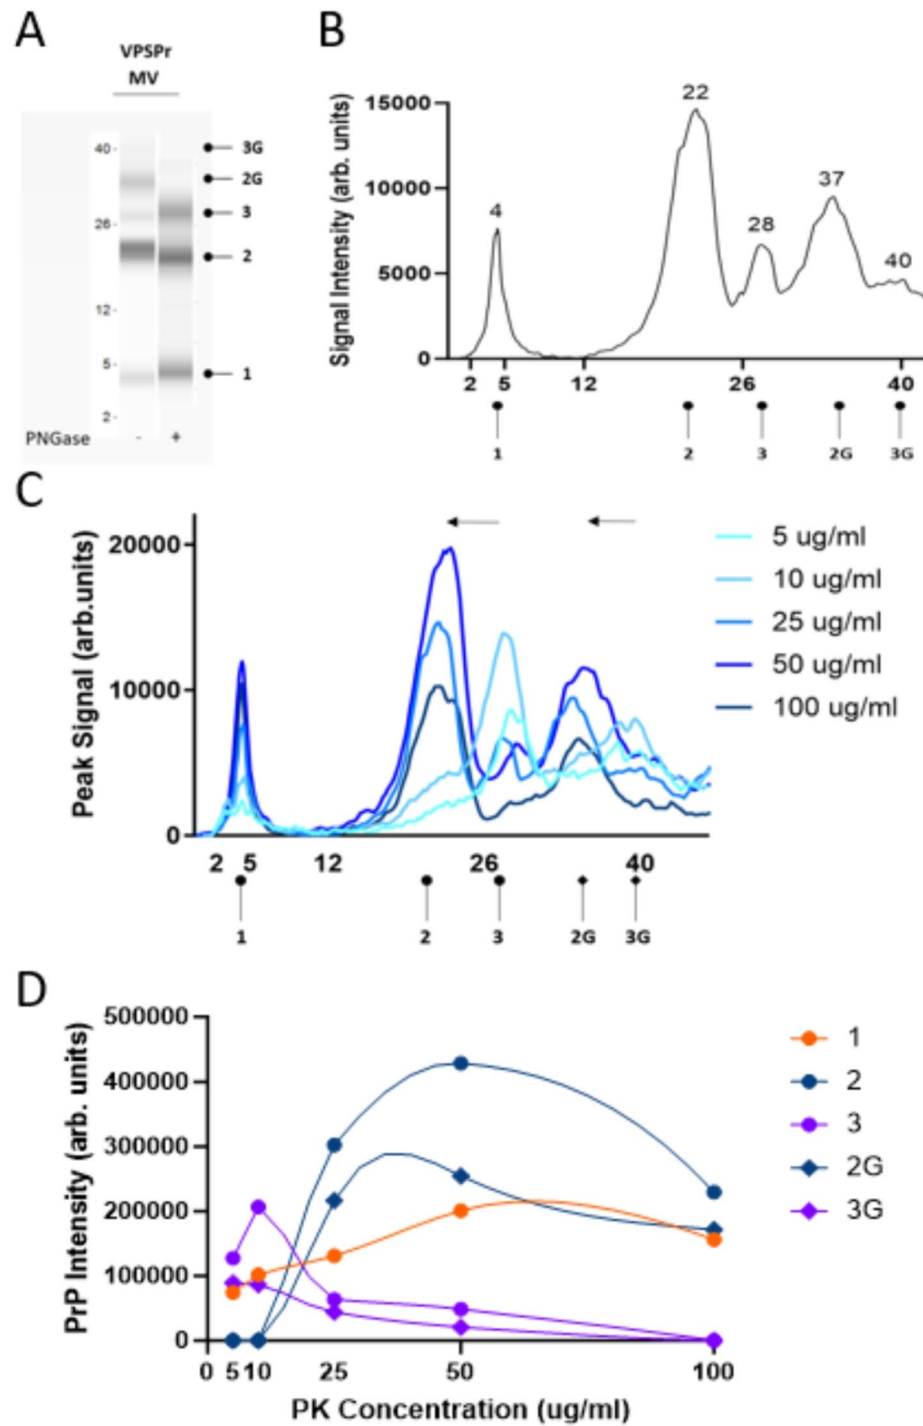 A
VPSPr
MV
40-
26-
12-
5-
2-
3G
2G
3
2
1
PNGase - +
B
Signal Intensity (arb. units)
15000
10000
5000
0
4
22
28
37
40
2 5 12 26 40
1 2 3 2G 3G
C
Peak Signal (arb.units)
20000
10000
0
2 5 12 26 40
1 2 3 2G 3G
5 ug/ml
10 ug/ml
25 ug/ml
50 ug/ml
100 ug/ml
D
PrP Intensity (arb. units)
500000
400000
300000
200000
100000
0
0 5 10 25 50 100
PK Concentration (ug/ml)
1
2
3
2G
3G